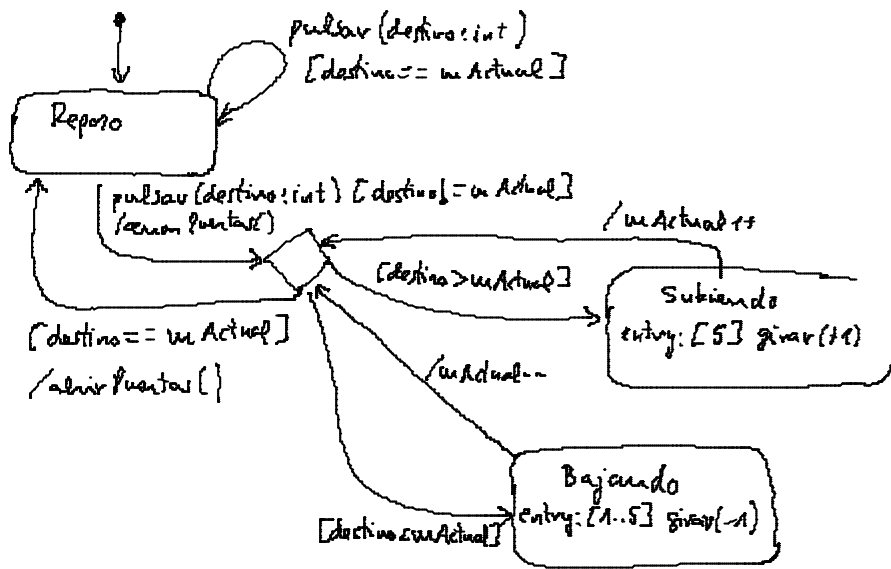 pulsar (destino: int)
[destino == mActual]
Reposo
pulsar (destino: int) [destino != mActual]
/cerrarPuertas()
/mActual++
[destino > mActual]
Subiendo
entry: [5] girar(+1)
[destino == mActual]
/abrirPuertas()
/mActual--
Bajando
entry: [1..5] girar(-1)
[destino ≤ mActual]